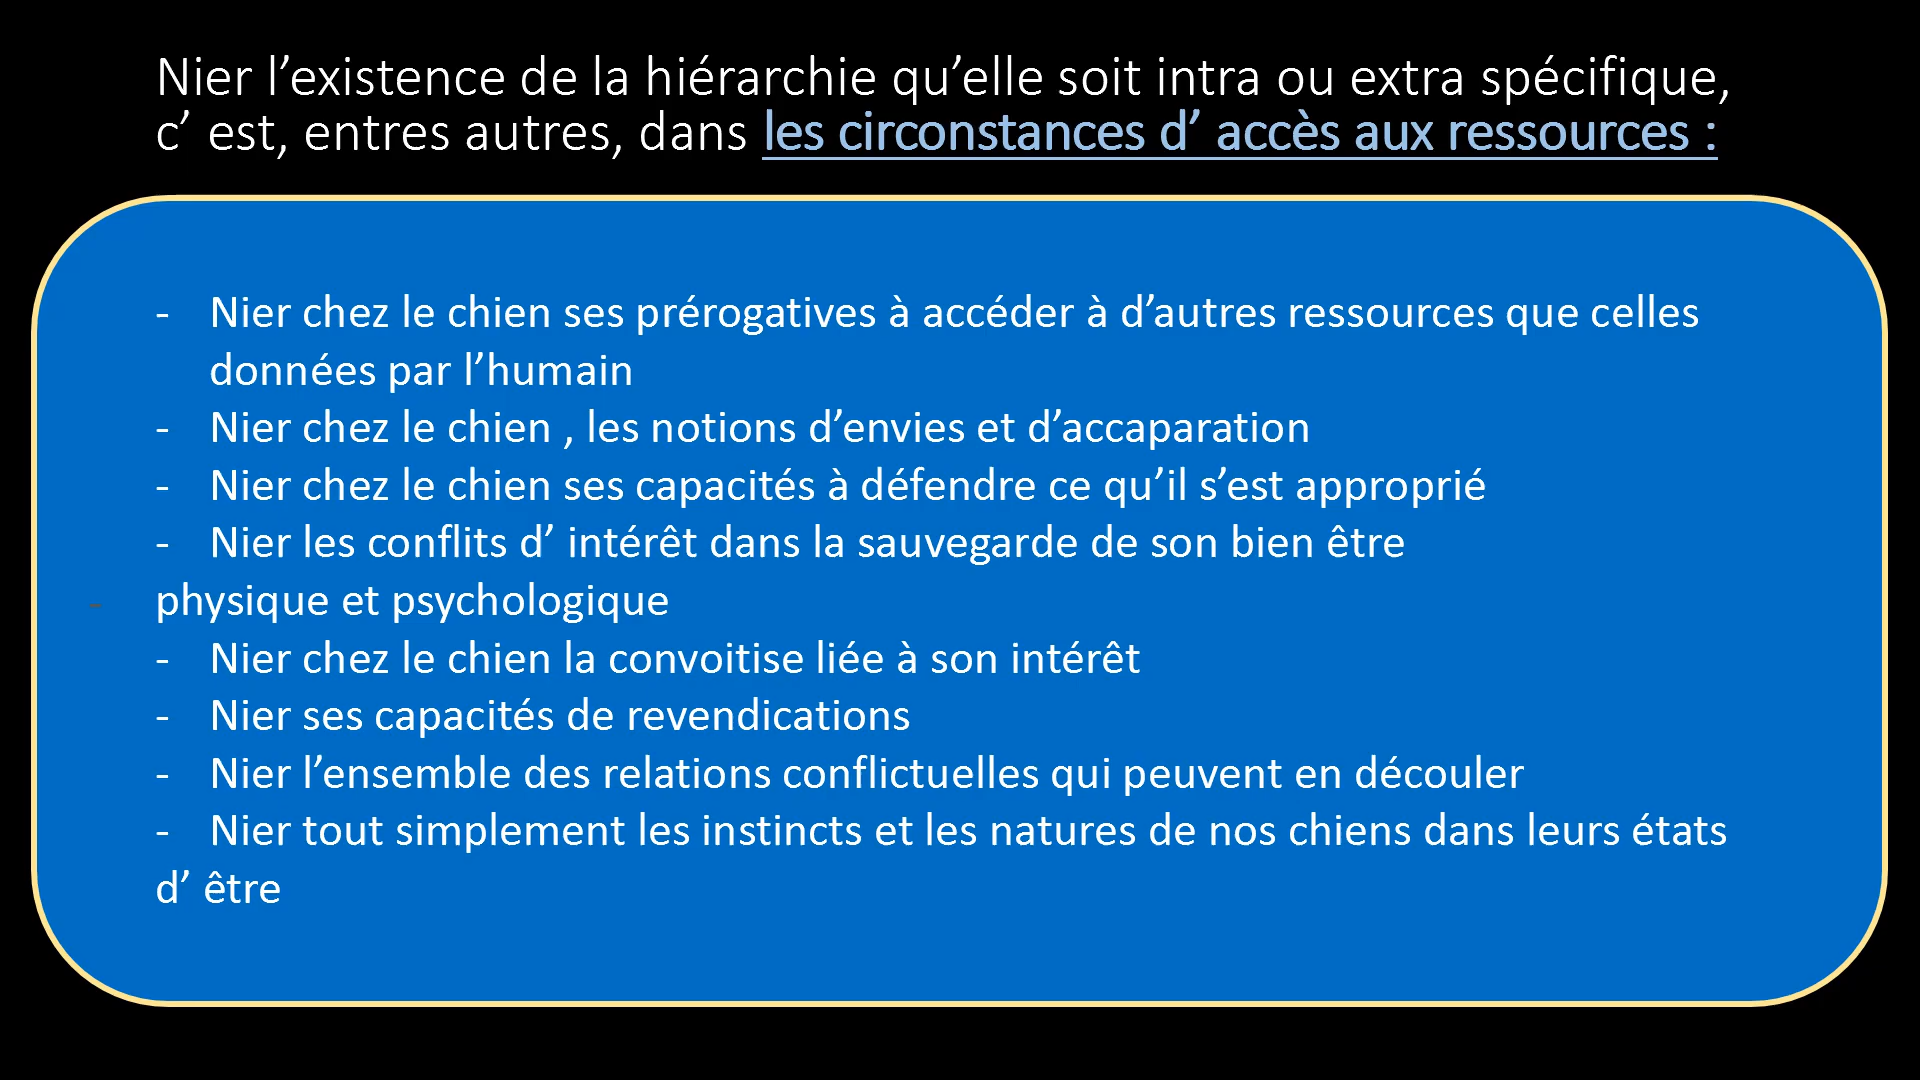 Nier l’existence de la hiérarchie qu’elle soit intra ou extra spécifique,
c’ est, entres autres, dans les circonstances d’ accès aux ressources :
- Nier chez le chien ses prérogatives à accéder à d’autres ressources que celles
données par l’humain
- Nier chez le chien , les notions d’envies et d’accaparation
- Nier chez le chien ses capacités à défendre ce qu’il s’est approprié
- Nier les conflits d’ intérêt dans la sauvegarde de son bien être
- physique et psychologique
- Nier chez le chien la convoitise liée à son intérêt
- Nier ses capacités de revendications
- Nier l’ensemble des relations conflictuelles qui peuvent en découler
- Nier tout simplement les instincts et les natures de nos chiens dans leurs états
d’ être